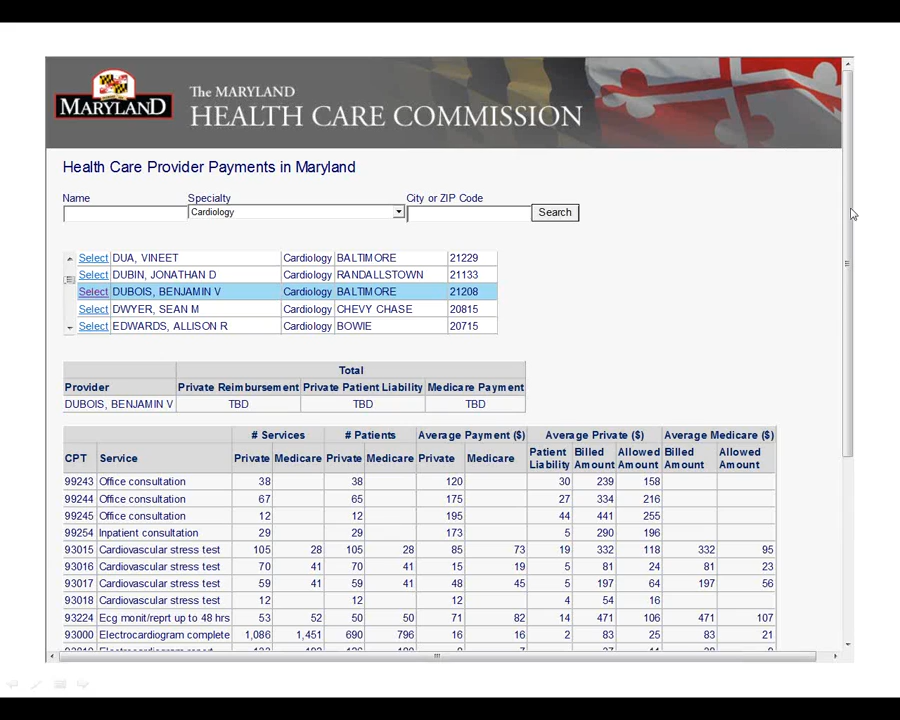 MARYLAND
The MARYLAND
HEALTH CARE COMMISSION
Health Care Provider Payments in Maryland
Name Specialty City or ZIP Code
Cardiology Search
Select DUA, VINEET Cardiology BALTIMORE 21229
Select DUBIN, JONATHAN D Cardiology RANDALLSTOWN 21133
Select DUBOIS, BENJAMIN V Cardiology BALTIMORE 21208
Select DWYER, SEAN M Cardiology CHEVY CHASE 20815
Select EDWARDS, ALLISON R Cardiology BOWIE 20715
Total
Provider Private Reimbursement Private Patient Liability Medicare Payment
DUBOIS, BENJAMIN V TBD TBD TBD
# Services # Patients Average Payment ($) Average Private ($) Average Medicare ($)
CPT Service Private Medicare Private Medicare Private Medicare Patient Liability Billed Amount Allowed Amount Billed Amount Allowed Amount
99243 Office consultation 38 38 120 30 239 158
99244 Office consultation 67 65 175 27 334 216
99245 Office consultation 12 12 195 44 441 255
99254 Inpatient consultation 29 29 173 5 290 196
93015 Cardiovascular stress test 105 28 105 28 85 73 19 332 118 332 95
93016 Cardiovascular stress test 70 41 70 41 15 19 5 81 24 81 23
93017 Cardiovascular stress test 59 41 59 41 48 45 5 197 64 197 56
93018 Cardiovascular stress test 12 12 12 4 54 16
93224 Ecg monit/reprt up to 48 hrs 53 52 50 50 71 82 14 471 106 471 107
93000 Electrocardiogram complete 1,086 1,451 690 796 16 16 2 83 25 83 21